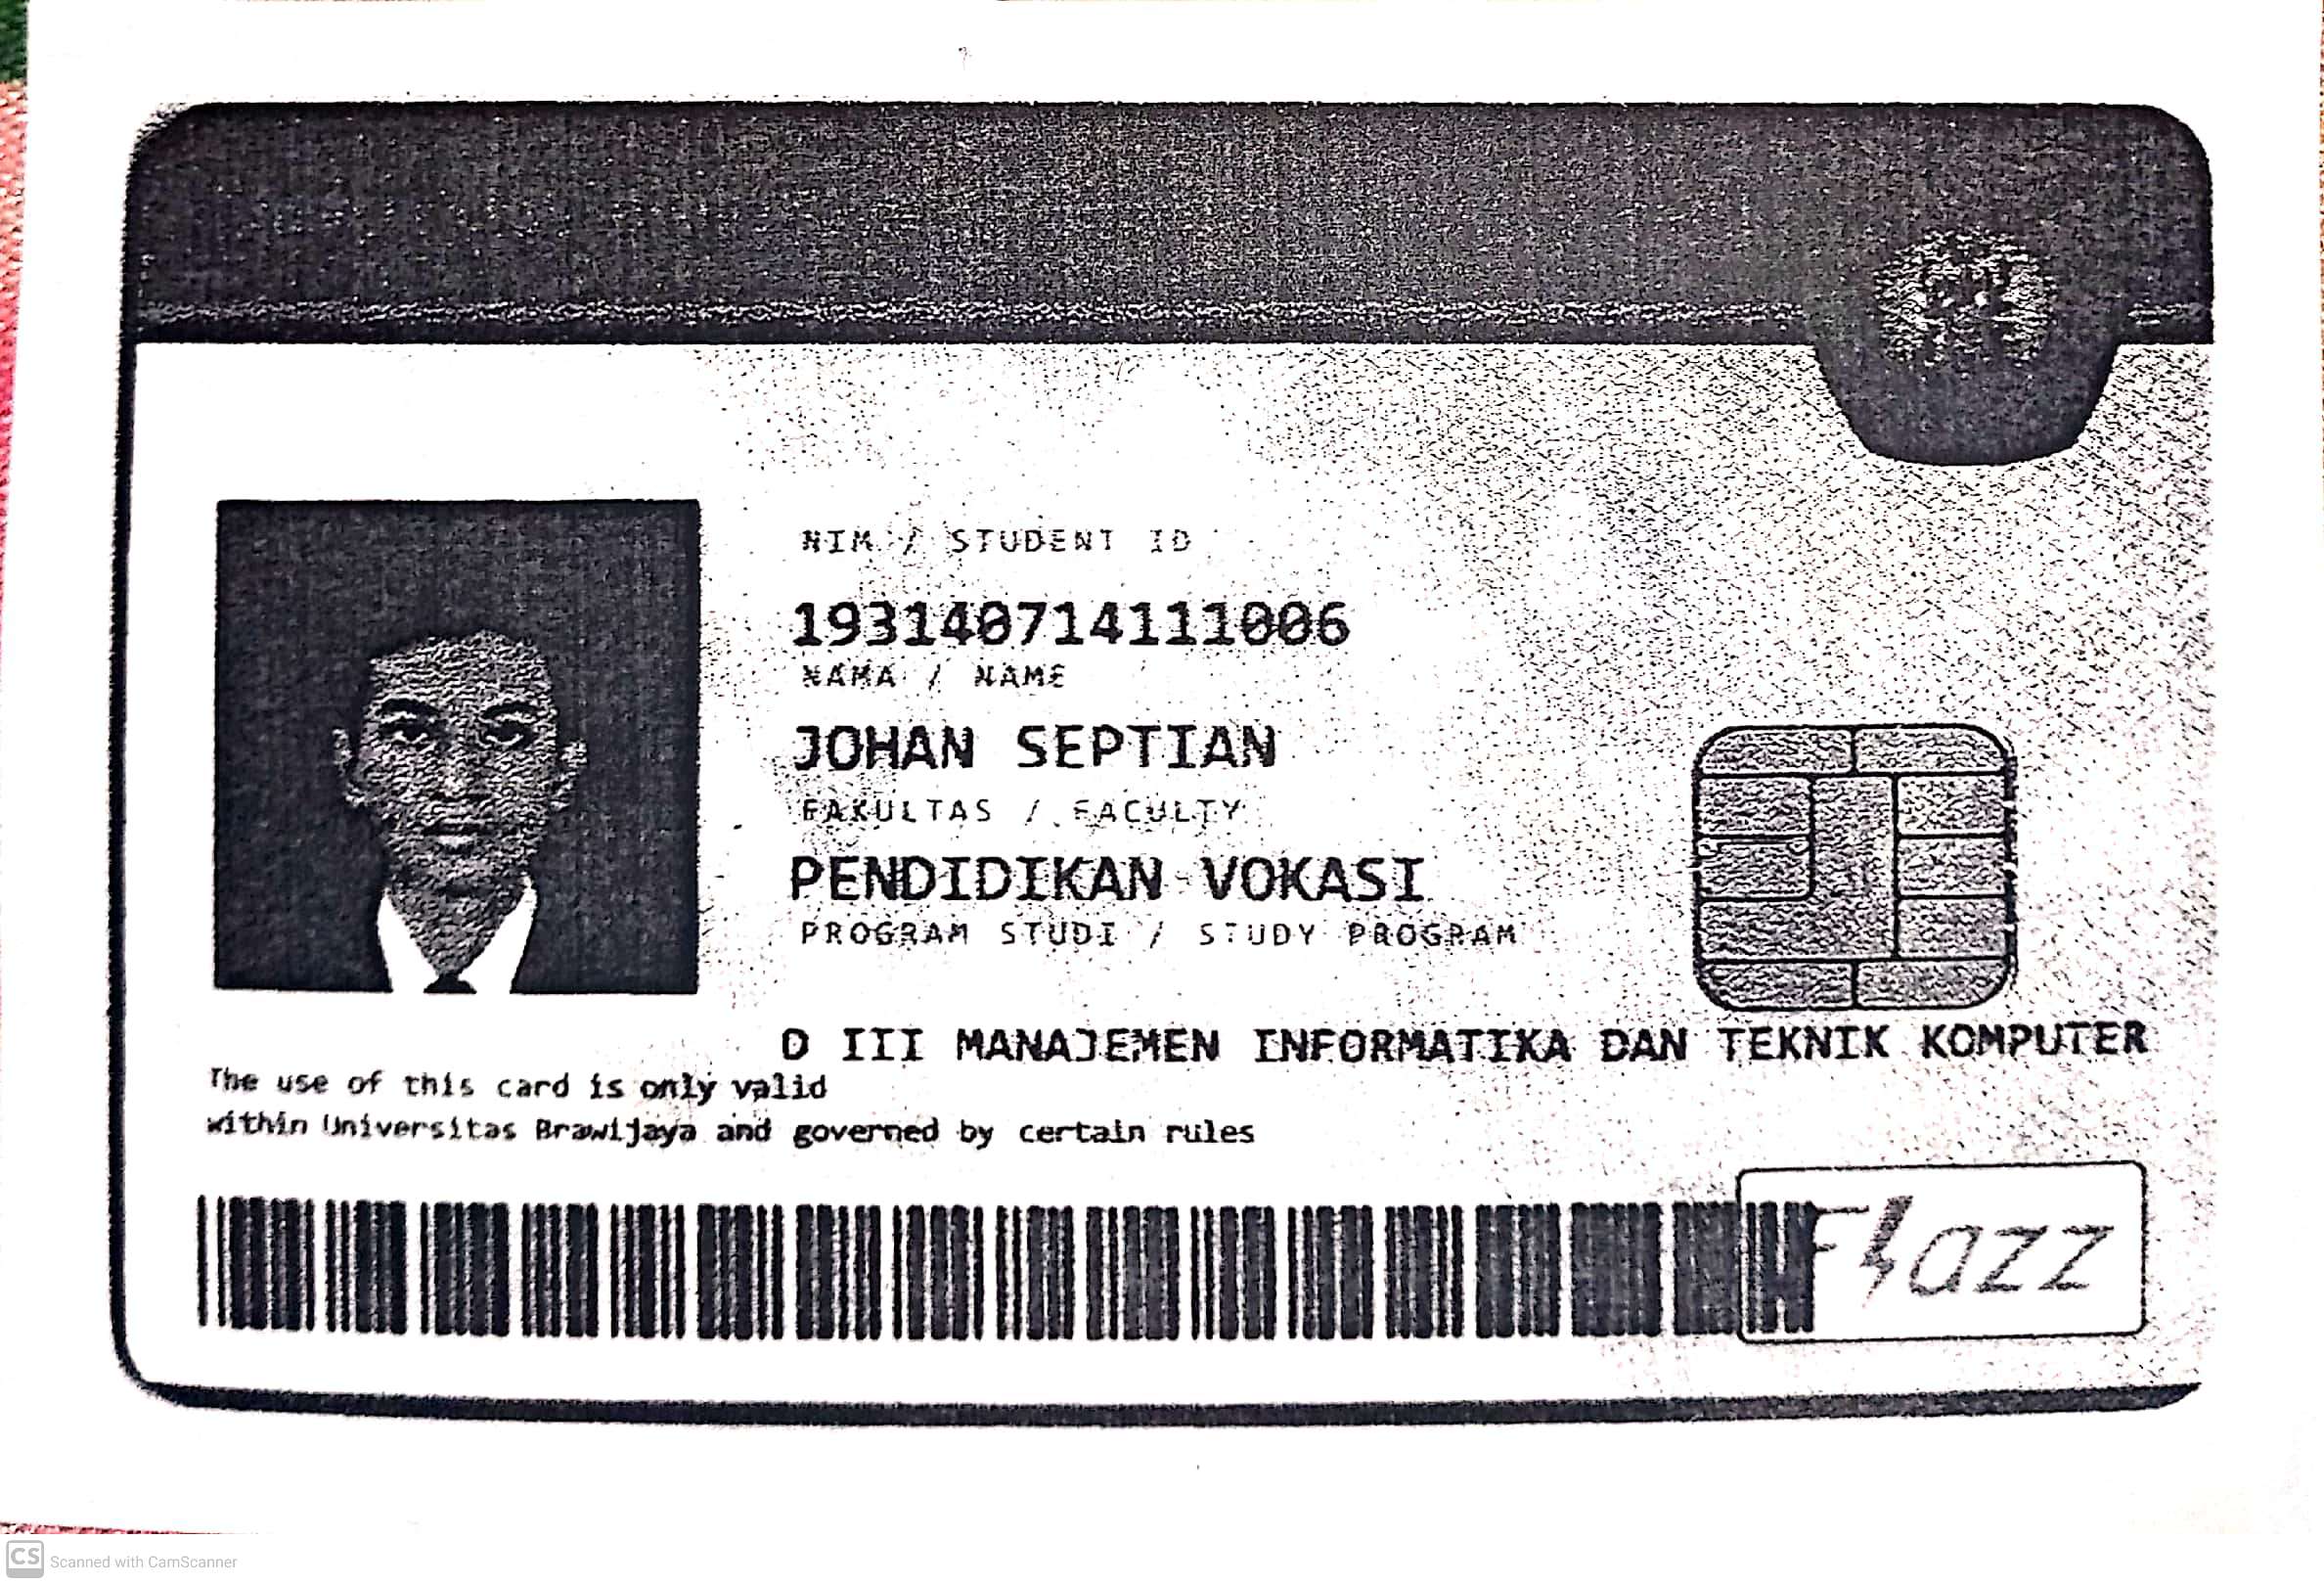 NIM / STUDENT ID
193140714111006
NAMA / NAME
JOHAN SEPTIAN
FAKULTAS / FACULTY
PENDIDIKAN VOKASI
PROGRAM STUDI / STUDY PROGRAM
D III MANAJEMEN INFORMATIKA DAN TEKNIK KOMPUTER
The use of this card is only valid
within Universitas Brawijaya and governed by certain rules
Flazz
CS Scanned with CamScanner